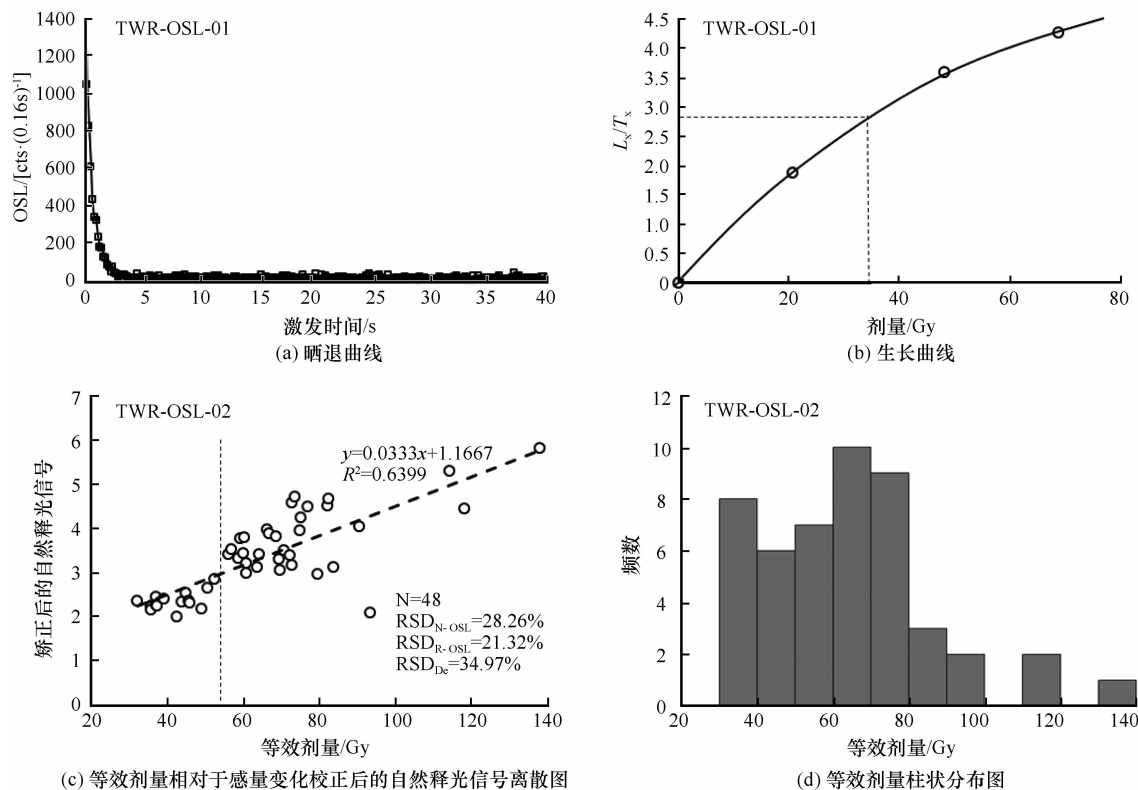 TWR-OSL-01
OSL/[cts·(0.16s)-1]
1400
1200
1000
800
600
400
200
0
0 5 10 15 20 25 30 35 40
激发时间/s
(a) 晒退曲线
TWR-OSL-01
Lx/Tx
4.5
4.0
3.5
3.0
2.5
2.0
1.5
1.0
0.5
0
0 20 40 60 80
剂量/Gy
(b) 生长曲线
TWR-OSL-02
矫正后的自然释光信号
7
6
5
4
3
2
1
0
y=0.0333x+1.1667
R2=0.6399
N=48
RSDN-OSL=28.26%
RSDR-OSL=21.32%
RSDDe=34.97%
20 40 60 80 100 120 140
等效剂量/Gy
(c) 等效剂量相对于感量变化校正后的自然释光信号离散图
TWR-OSL-02
频数
12
10
8
6
4
2
0
20 40 60 80 100 120 140
等效剂量/Gy
(d) 等效剂量柱状分布图